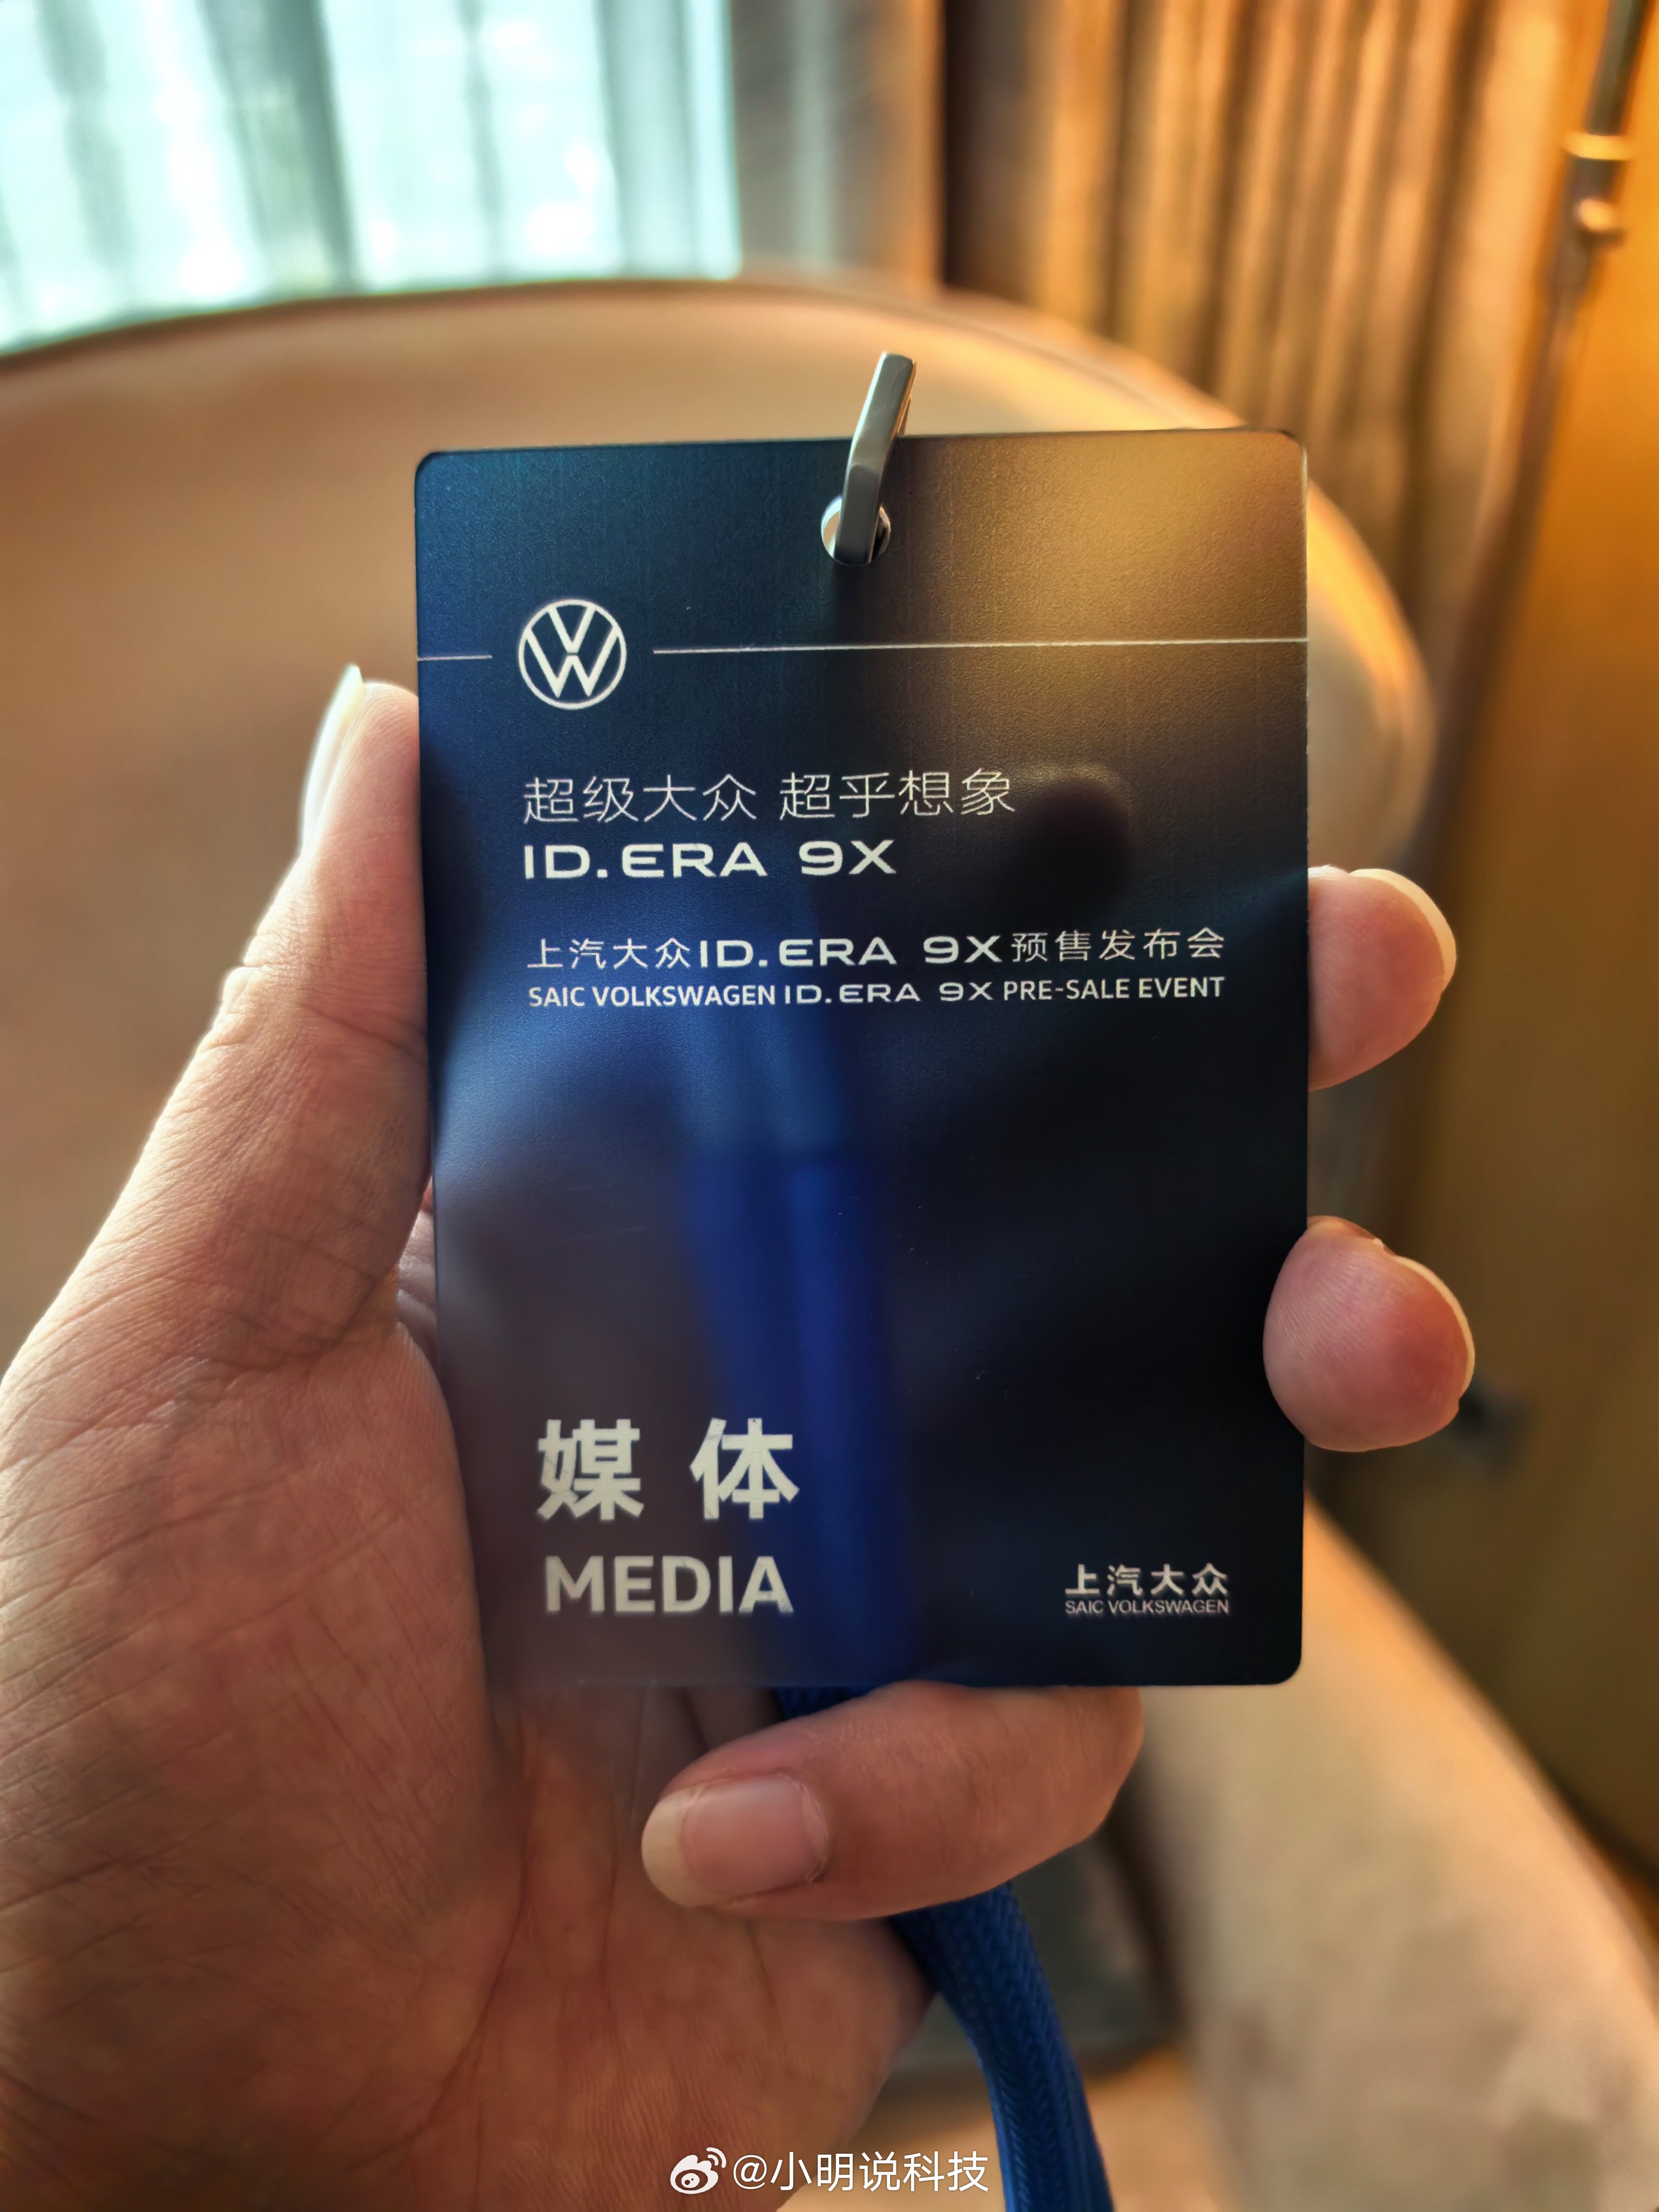 超级大众 超乎想象
ID.ERA 9X
上汽大众ID.ERA 9X预售发布会
SAIC VOLKSWAGEN ID.ERA 9X PRE-SALE EVENT
媒 体
MEDIA
上汽大众
SAIC VOLKSWAGEN
@小明说科技